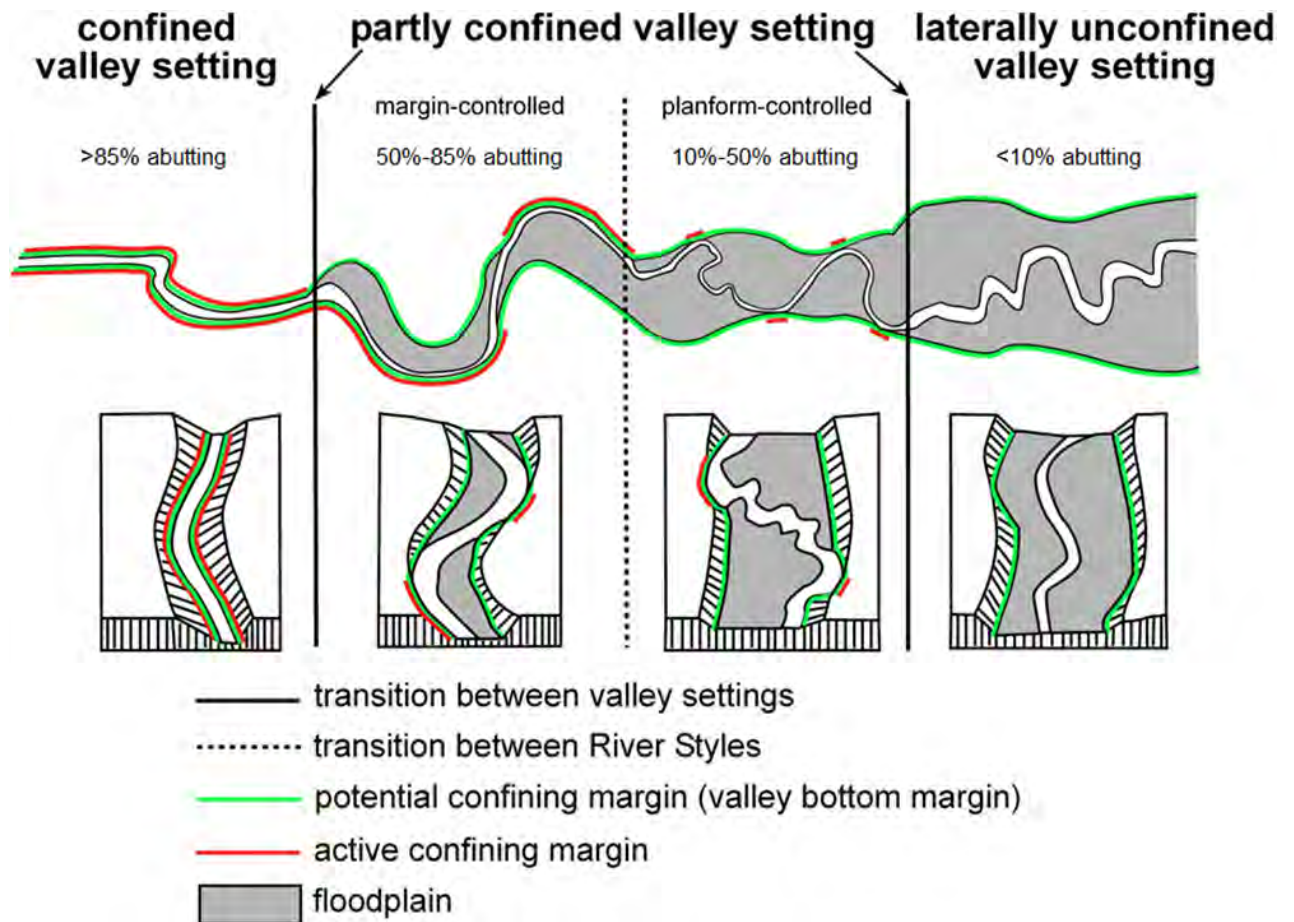 confined
valley setting
partly confined valley setting
laterally unconfined
valley setting
margin-controlled
planform-controlled
>85% abutting
50%-85% abutting
10%-50% abutting
<10% abutting
transition between valley settings
transition between River Styles
potential confining margin (valley bottom margin)
active confining margin
floodplain